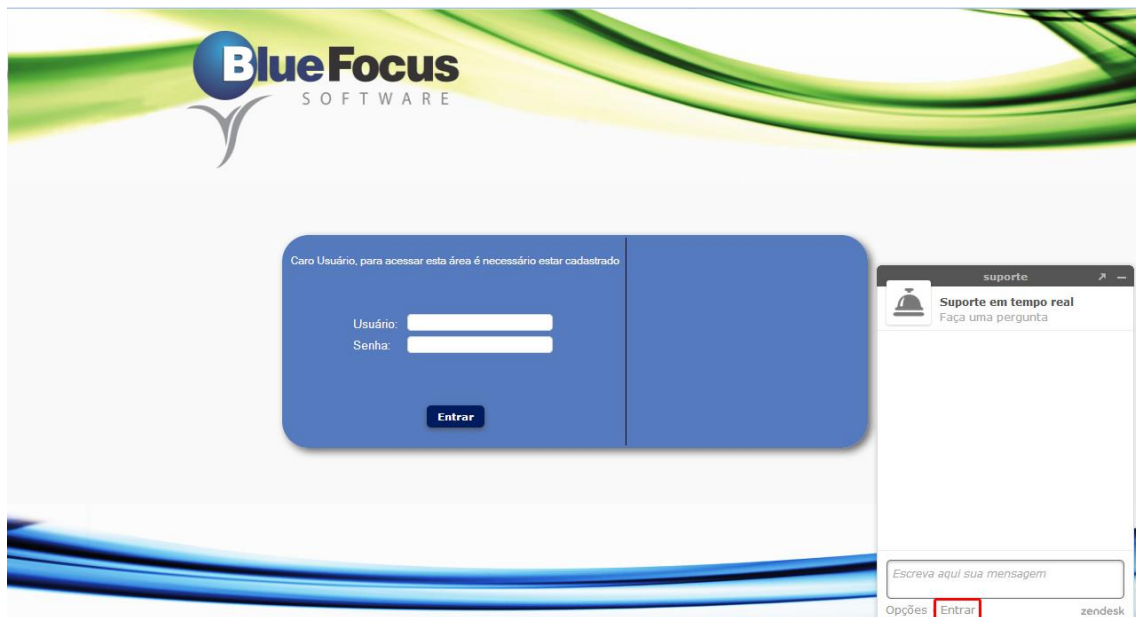 BlueFocus
SOFTWARE
Caro Usuário, para acessar esta área é necessário estar cadastrado
Usuário:
Senha:
Entrar
suporte
Suporte em tempo real
Faça uma pergunta
Escreva aqui sua mensagem
Opções Entrar zendesk